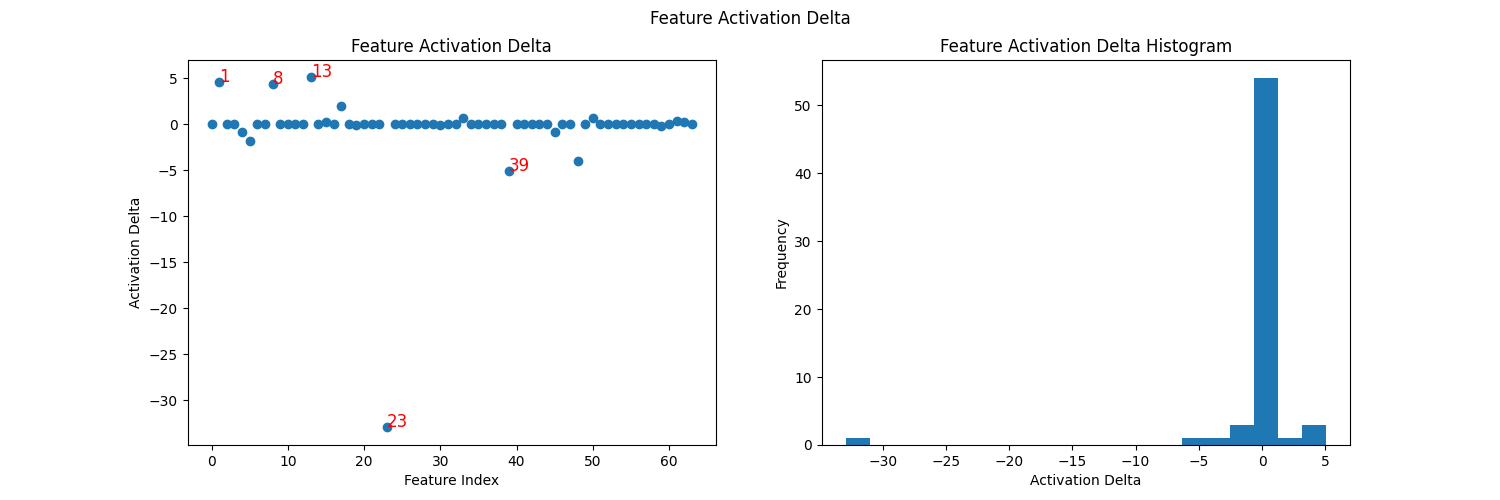 Feature Activation Delta
Feature Activation Delta
5
0
−5
−10
−15
−20
−25
−30
Activation Delta
1
8
13
39
23
0 10 20 30 40 50 60
Feature Index
Feature Activation Delta Histogram
50
40
30
20
10
0
Frequency
−30 −25 −20 −15 −10 −5 0 5
Activation Delta